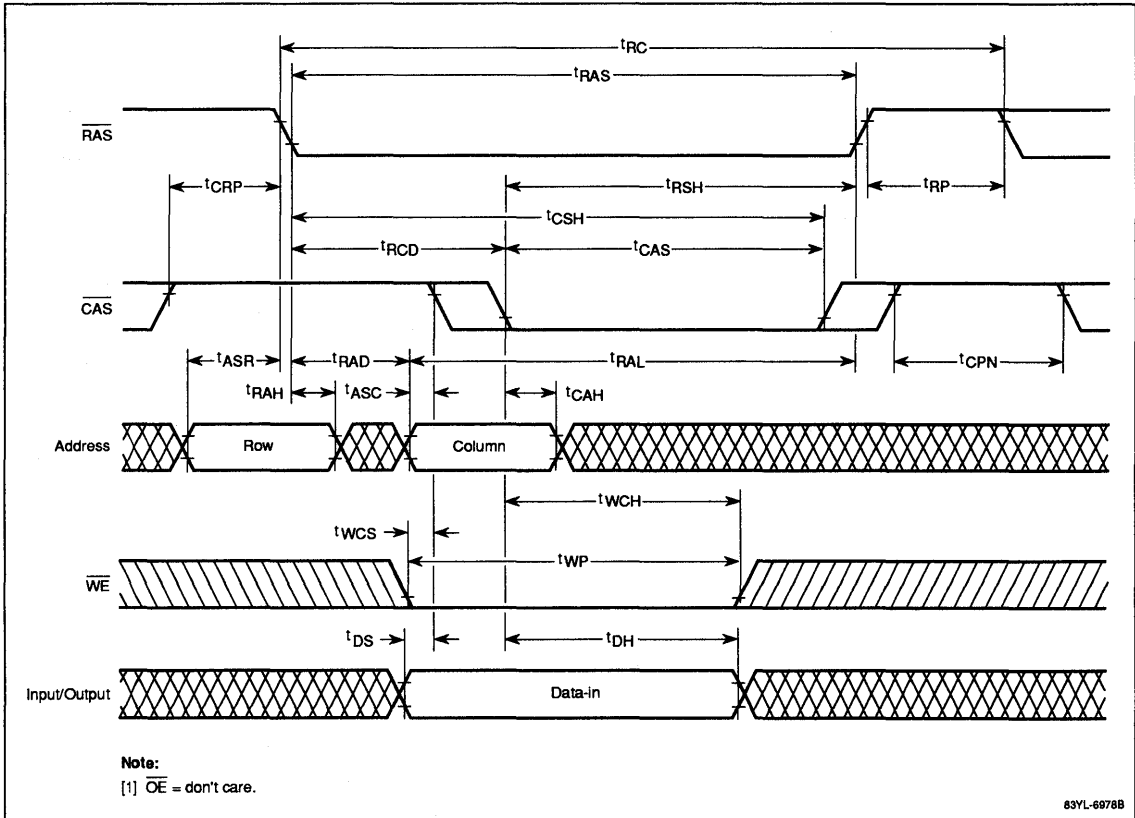 tRC
tRAS
RAS
tCRP
tRSH
tRP
tCSH
tRCD
tCAS
CAS
tASR
tRAD
tRAL
tCPN
tRAH
tASC
tCAH
Address
Row
Column
tWCH
tWCS
tWP
WE
tDS
tDH
Input/Output
Data-in
Note:
[1] OE = don't care.
83YL-6978B